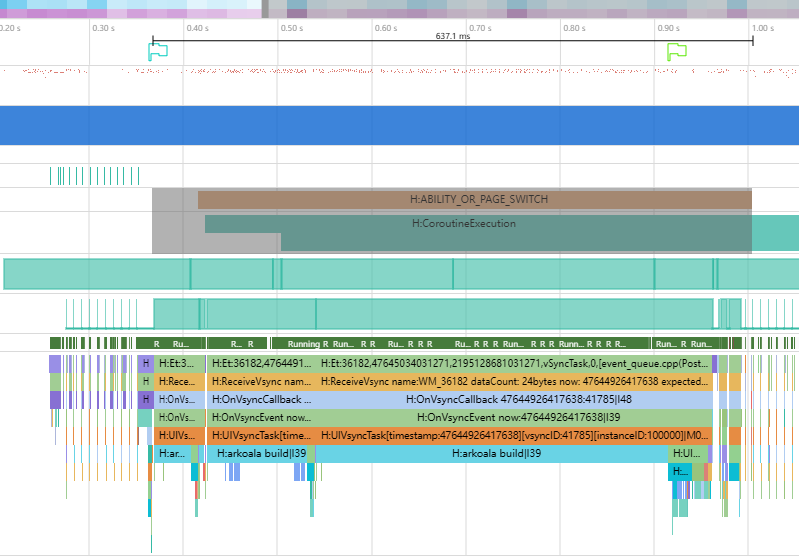 0.20 s 0.30 s 0.40 s 0.50 s 0.60 s 0.70 s 0.80 s 0.90 s 1.00 s
637.1 ms
H:ABILITY_OR_PAGE_SWITCH
H:CoroutineExecution
R Ru... R... R Running R Run... R R Ru... R R R Ru... R R R Run... R R R Runn... R R R R... Run... R Run...
H H:Et:3... H:Et:36182,4764491... H:Et:36182,47645034031271,2195128681031271,vSyncTask,0,[event_queue.cpp(Post...
H H:Rece... H:ReceiveVsync nam... H:ReceiveVsync name:WM_36182 dataCount: 24bytes now: 47644926417638 expected...
H H:OnVs... H:OnVsyncCallback ... H:OnVsyncCallback 47644926417638:41785|I48
H:OnVs... H:OnVsyncEvent now... H:OnVsyncEvent now:47644926417638|I39
H:UIVs... H:UIVsyncTask[time... H:UIVsyncTask[timestamp:47644926417638][vsyncID:41785][instanceID:100000]|M0...
H:ar... H:arkoala build|I39 H:arkoala build|I39 H:UI...
H:...